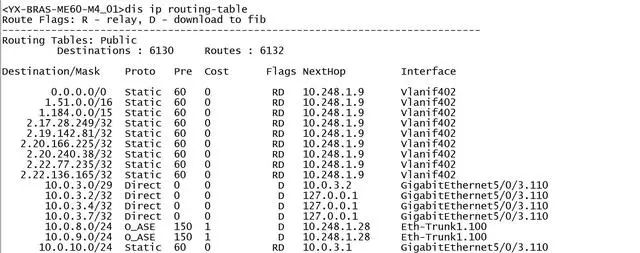 <YX-BRAS-ME60-M4_01>dis ip routing-table
Route Flags: R - relay, D - download to fib
------------------------------------------------------------------------------
Routing Tables: Public
Destinations : 6130 Routes : 6132
Destination/Mask Proto Pre Cost Flags NextHop Interface
0.0.0.0/0 Static 60 0 RD 10.248.1.9 Vlanif402
1.51.0.0/16 Static 60 0 RD 10.248.1.9 Vlanif402
1.184.0.0/15 Static 60 0 RD 10.248.1.9 Vlanif402
2.17.28.249/32 Static 60 0 RD 10.248.1.9 Vlanif402
2.19.142.81/32 Static 60 0 RD 10.248.1.9 Vlanif402
2.20.166.225/32 Static 60 0 RD 10.248.1.9 Vlanif402
2.20.240.38/32 Static 60 0 RD 10.248.1.9 Vlanif402
2.22.77.235/32 Static 60 0 RD 10.248.1.9 Vlanif402
2.22.136.165/32 Static 60 0 RD 10.248.1.9 Vlanif402
10.0.3.0/29 Direct 0 0 D 10.0.3.2 GigabitEthernet5/0/3.110
10.0.3.2/32 Direct 0 0 D 127.0.0.1 GigabitEthernet5/0/3.110
10.0.3.4/32 Direct 0 0 D 127.0.0.1 GigabitEthernet5/0/3.110
10.0.3.7/32 Direct 0 0 D 127.0.0.1 GigabitEthernet5/0/3.110
10.0.8.0/24 O_ASE 150 1 D 10.248.1.28 Eth-Trunk1.100
10.0.9.0/24 O_ASE 150 1 D 10.248.1.28 Eth-Trunk1.100
10.0.10.0/24 Static 60 0 RD 10.0.3.1 GigabitEthernet5/0/3.110